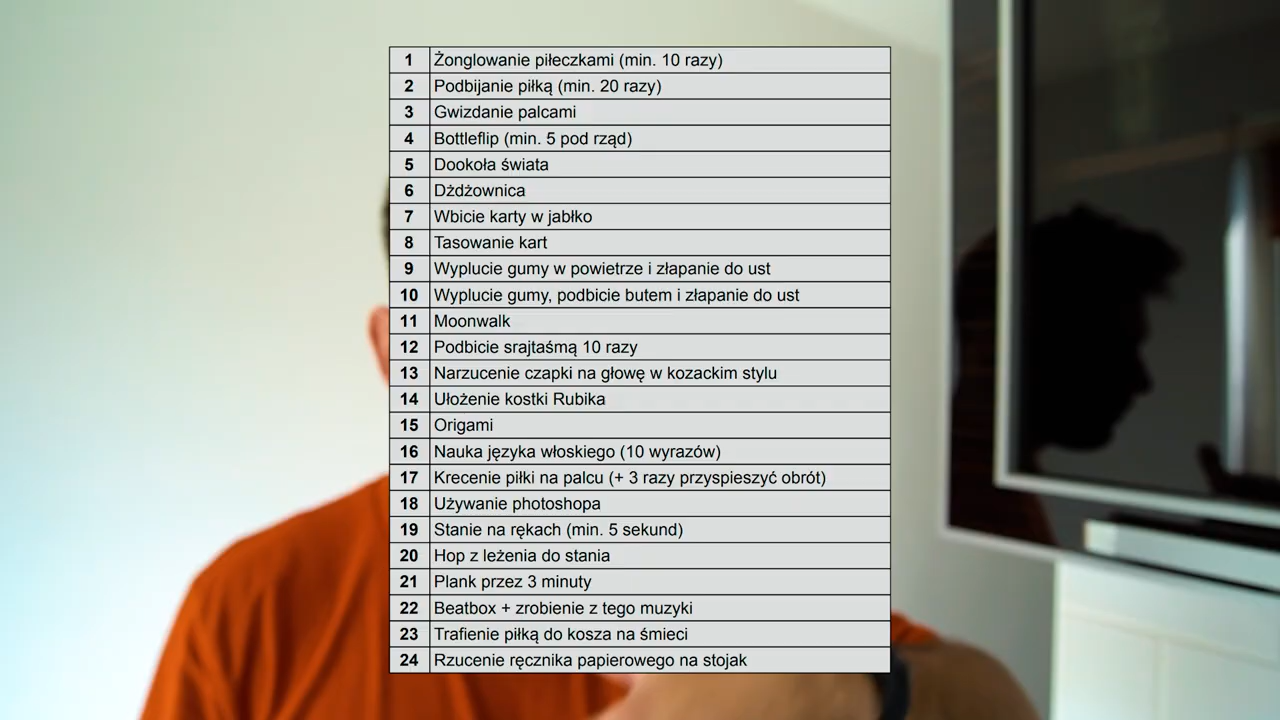 1 Żonglowanie piłeczkami (min. 10 razy)
2 Podbijanie piłką (min. 20 razy)
3 Gwizdanie palcami
4 Bottleflip (min. 5 pod rząd)
5 Dookoła świata
6 Dżdżownica
7 Wbicie karty w jabłko
8 Tasowanie kart
9 Wyplucie gumy w powietrze i złapanie do ust
10 Wyplucie gumy, podbicie butem i złapanie do ust
11 Moonwalk
12 Podbicie srajtaśmą 10 razy
13 Narzucenie czapki na głowę w kozackim stylu
14 Ułożenie kostki Rubika
15 Origami
16 Nauka języka włoskiego (10 wyrazów)
17 Krecenie piłki na palcu (+ 3 razy przyspieszyć obrót)
18 Używanie photoshopa
19 Stanie na rękach (min. 5 sekund)
20 Hop z leżenia do stania
21 Plank przez 3 minuty
22 Beatbox + zrobienie z tego muzyki
23 Trafienie piłką do kosza na śmieci
24 Rzucenie ręcznika papierowego na stojak